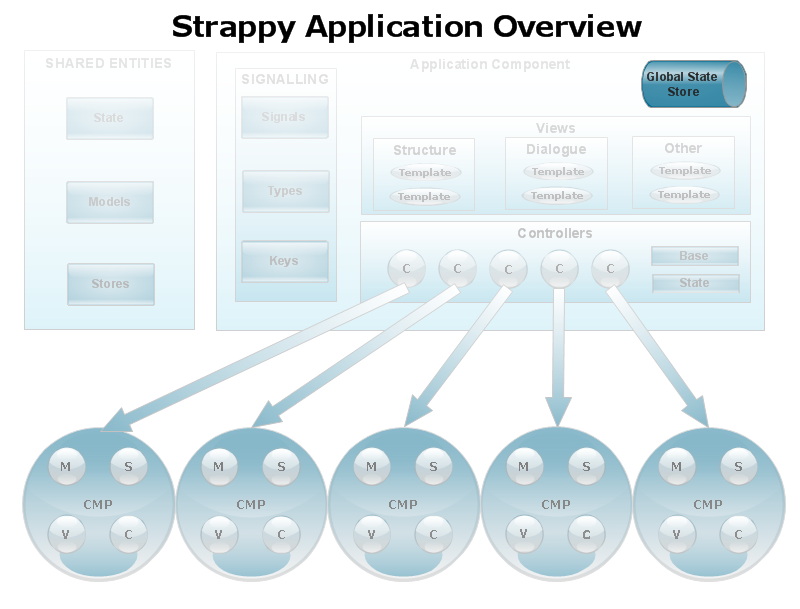 Strappy Application Overview
SHARED ENTITIES
State
Models
Stores
SIGNALLING
Signals
Types
Keys
Application Component
Global State
Store
Views
Structure
Template
Template
Dialogue
Template
Template
Other
Template
Template
Controllers
C C C C C
Base
State
M S
CMP
V C
M S
CMP
V C
M S
CMP
V C
M S
CMP
V C
M S
CMP
V C